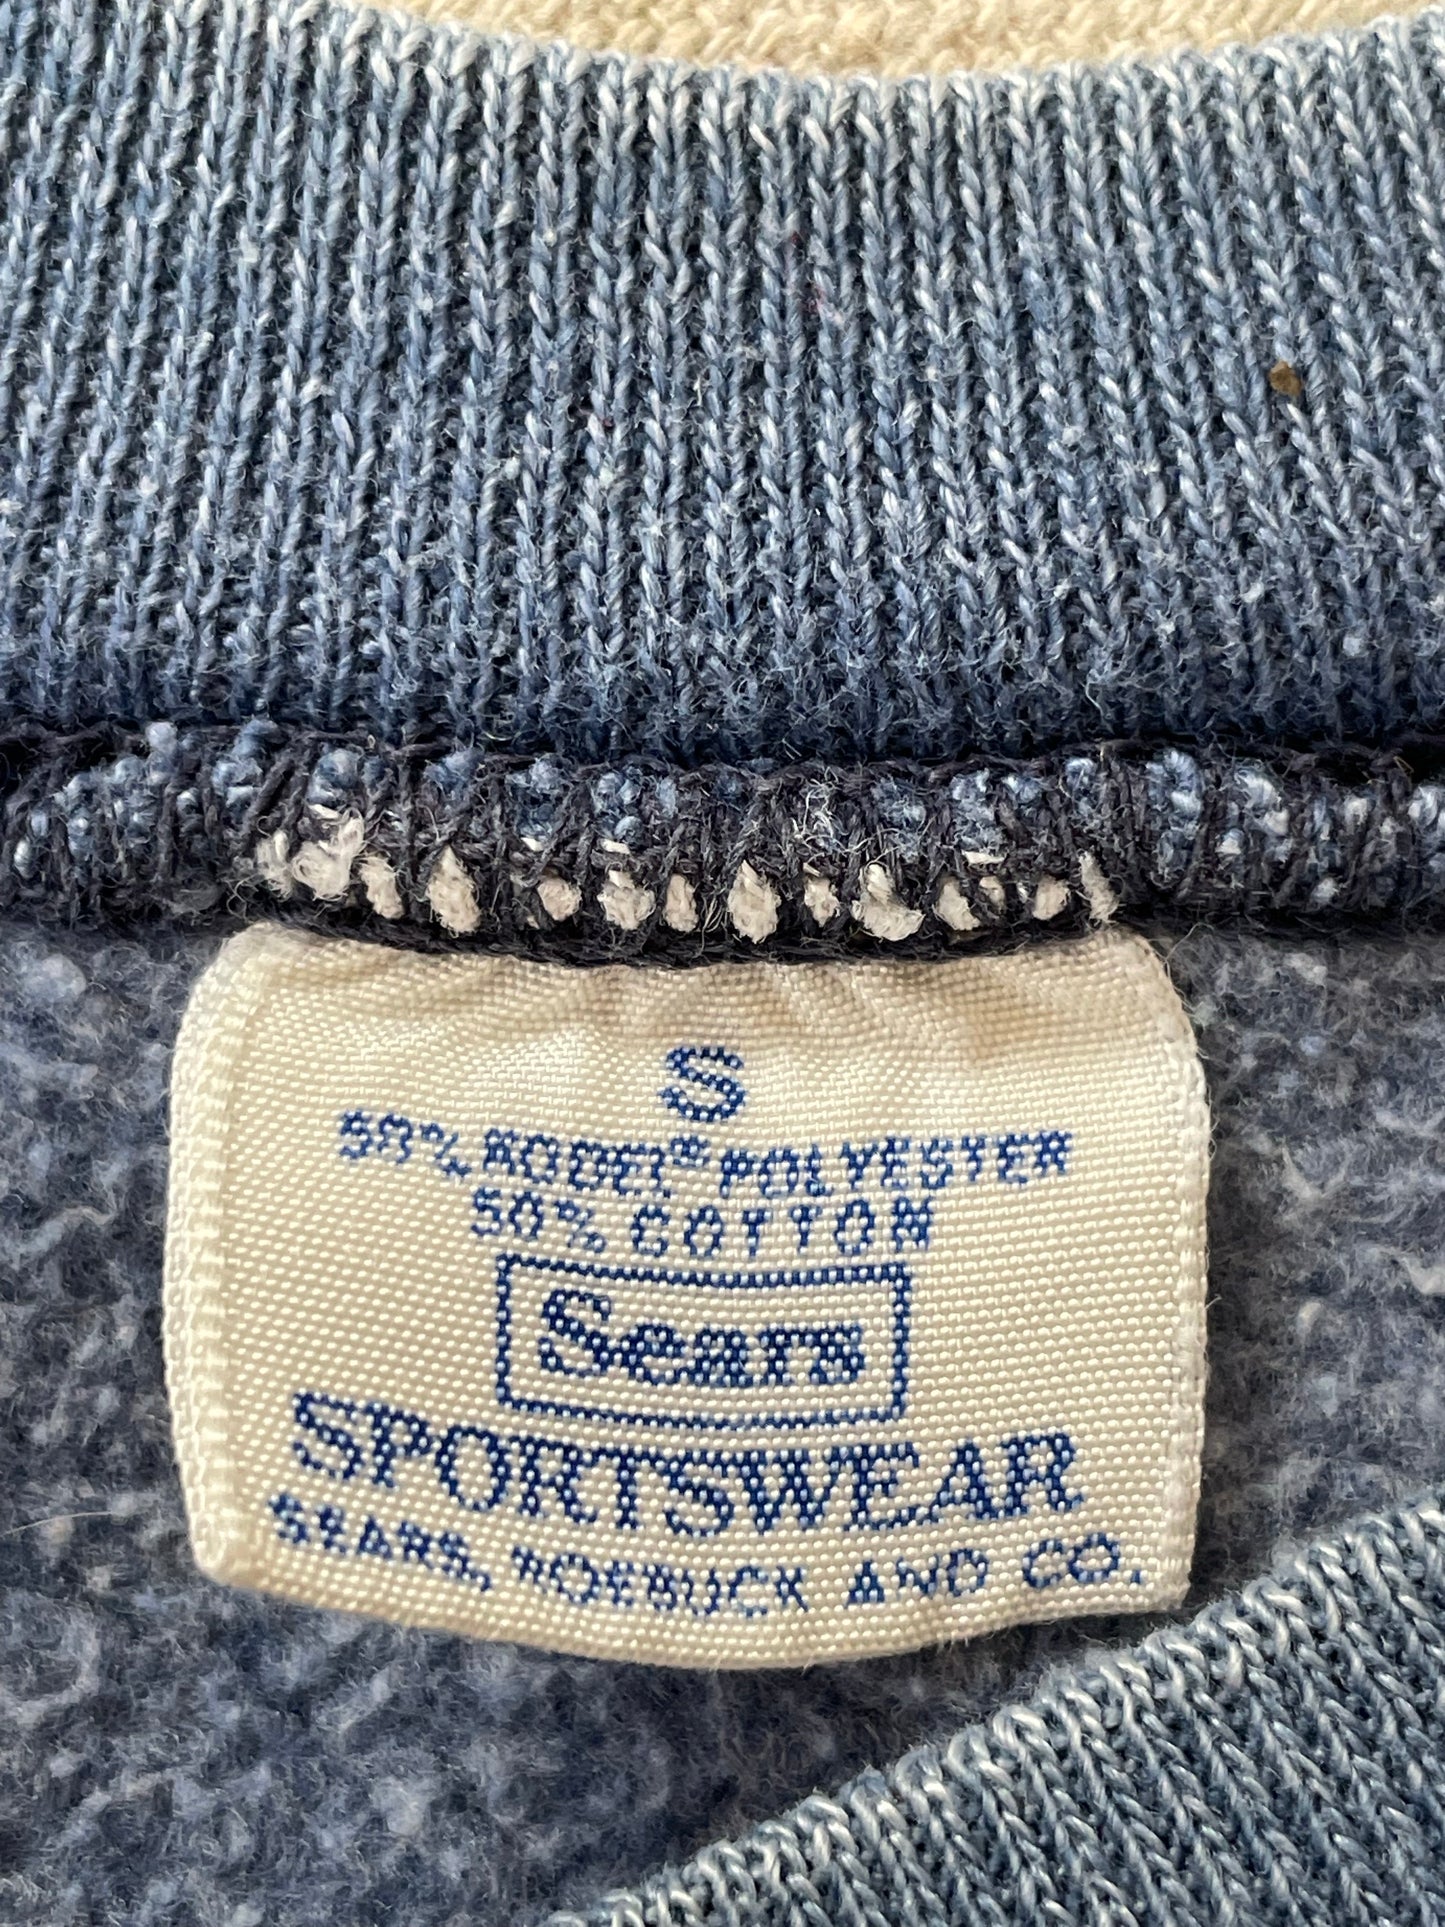 S
50% KODEL® POLYESTER
50% COTTON
Sears
SPORTSWEAR
SEARS, ROEBUCK AND CO.